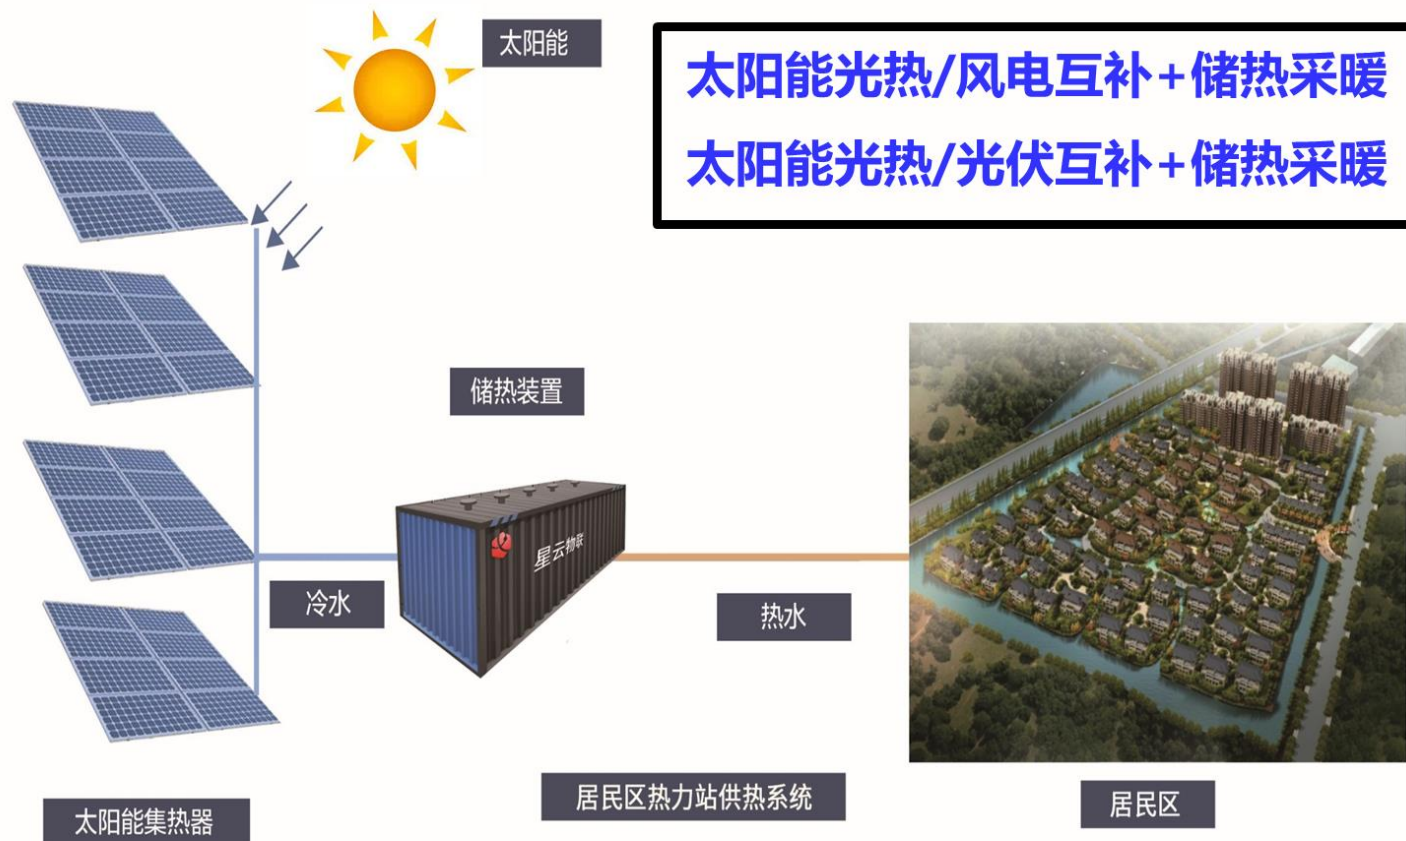 太阳能
太阳能光热/风电互补+储热采暖
太阳能光热/光伏互补+储热采暖
储热装置
星云物联
冷水
热水
居民区热力站供热系统
居民区
太阳能集热器